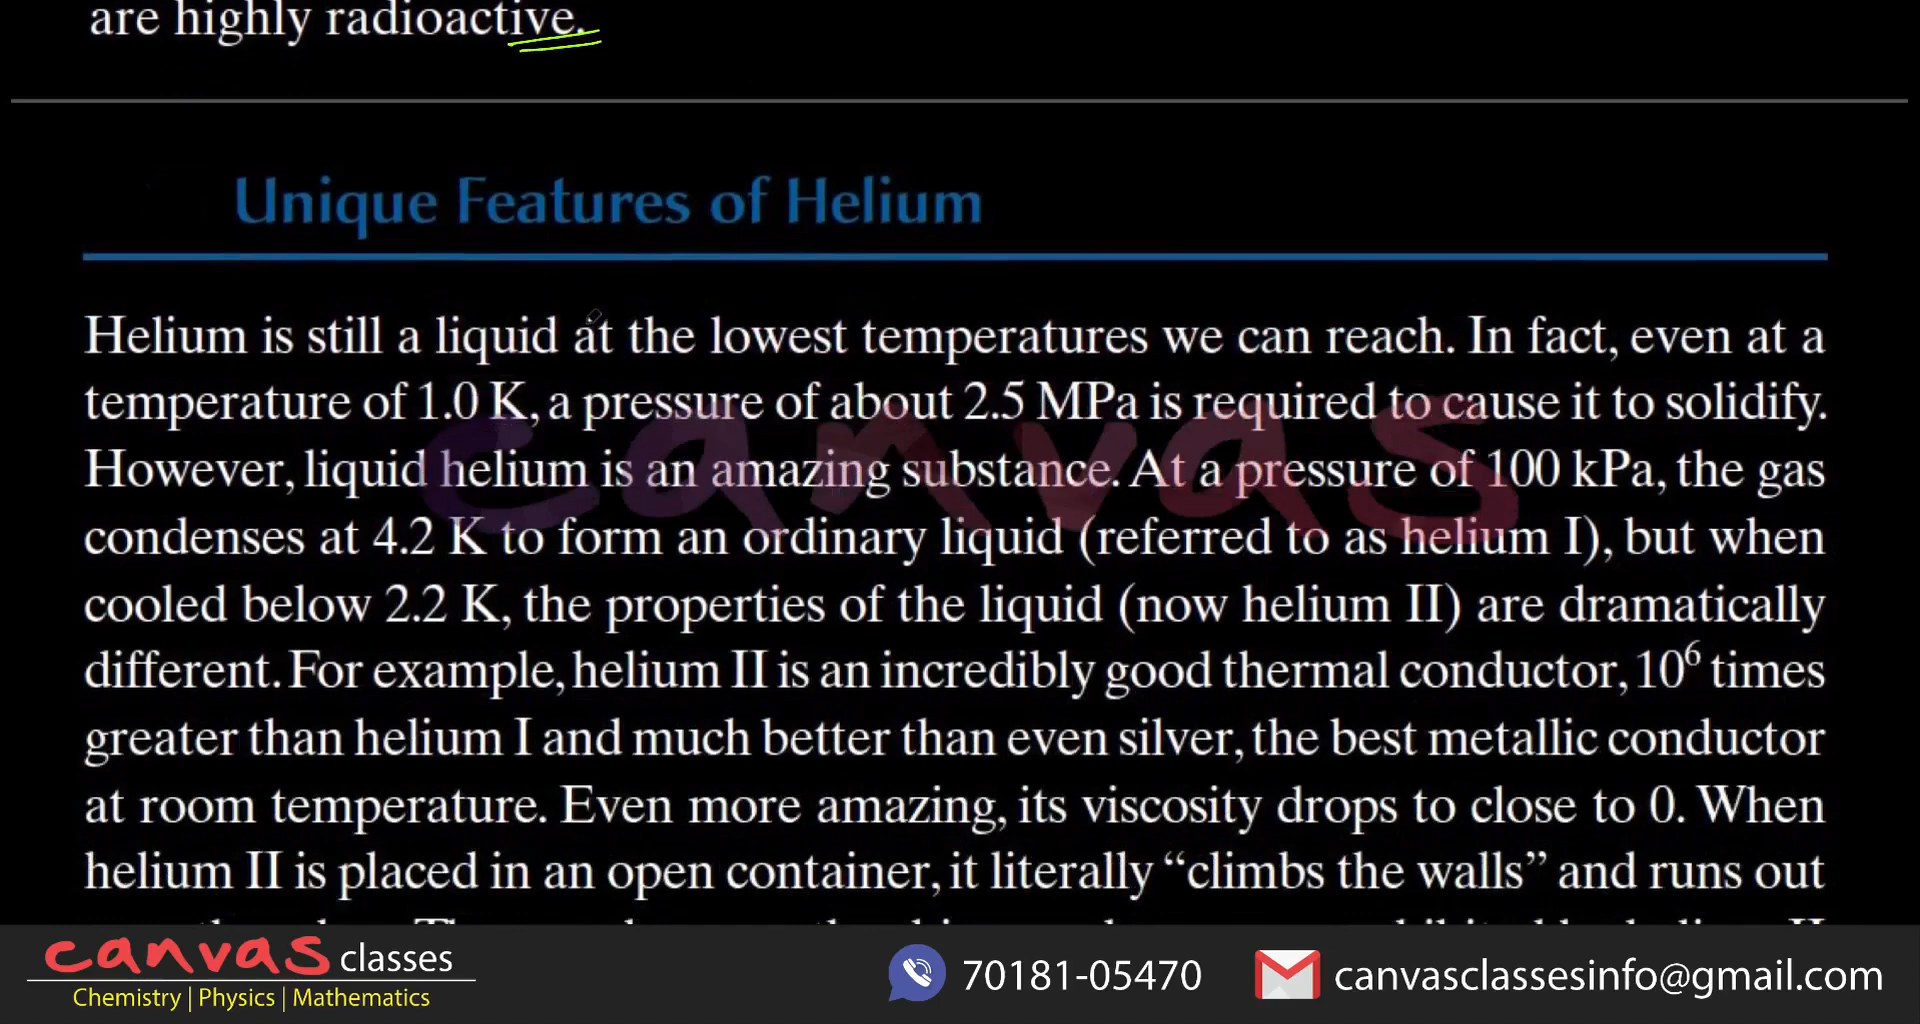 are highly radioactive.
Unique Features of Helium
Helium is still a liquid at the lowest temperatures we can reach. In fact, even at a
temperature of 1.0 K, a pressure of about 2.5 MPa is required to cause it to solidify.
However, liquid helium is an amazing substance. At a pressure of 100 kPa, the gas
condenses at 4.2 K to form an ordinary liquid (referred to as helium I), but when
cooled below 2.2 K, the properties of the liquid (now helium II) are dramatically
different. For example, helium II is an incredibly good thermal conductor, 10⁶ times
greater than helium I and much better than even silver, the best metallic conductor
at room temperature. Even more amazing, its viscosity drops to close to 0. When
helium II is placed in an open container, it literally “climbs the walls” and runs out
canvas
canvas classes
Chemistry | Physics | Mathematics
70181-05470
canvasclassesinfo@gmail.com